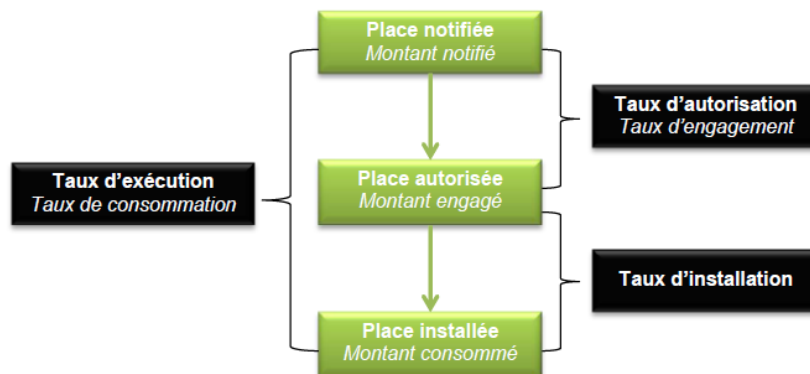 Place notifiée
Montant notifié
Taux d'autorisation
Taux d'engagement
Taux d'exécution
Taux de consommation
Place autorisée
Montant engagé
Taux d'installation
Place installée
Montant consommé